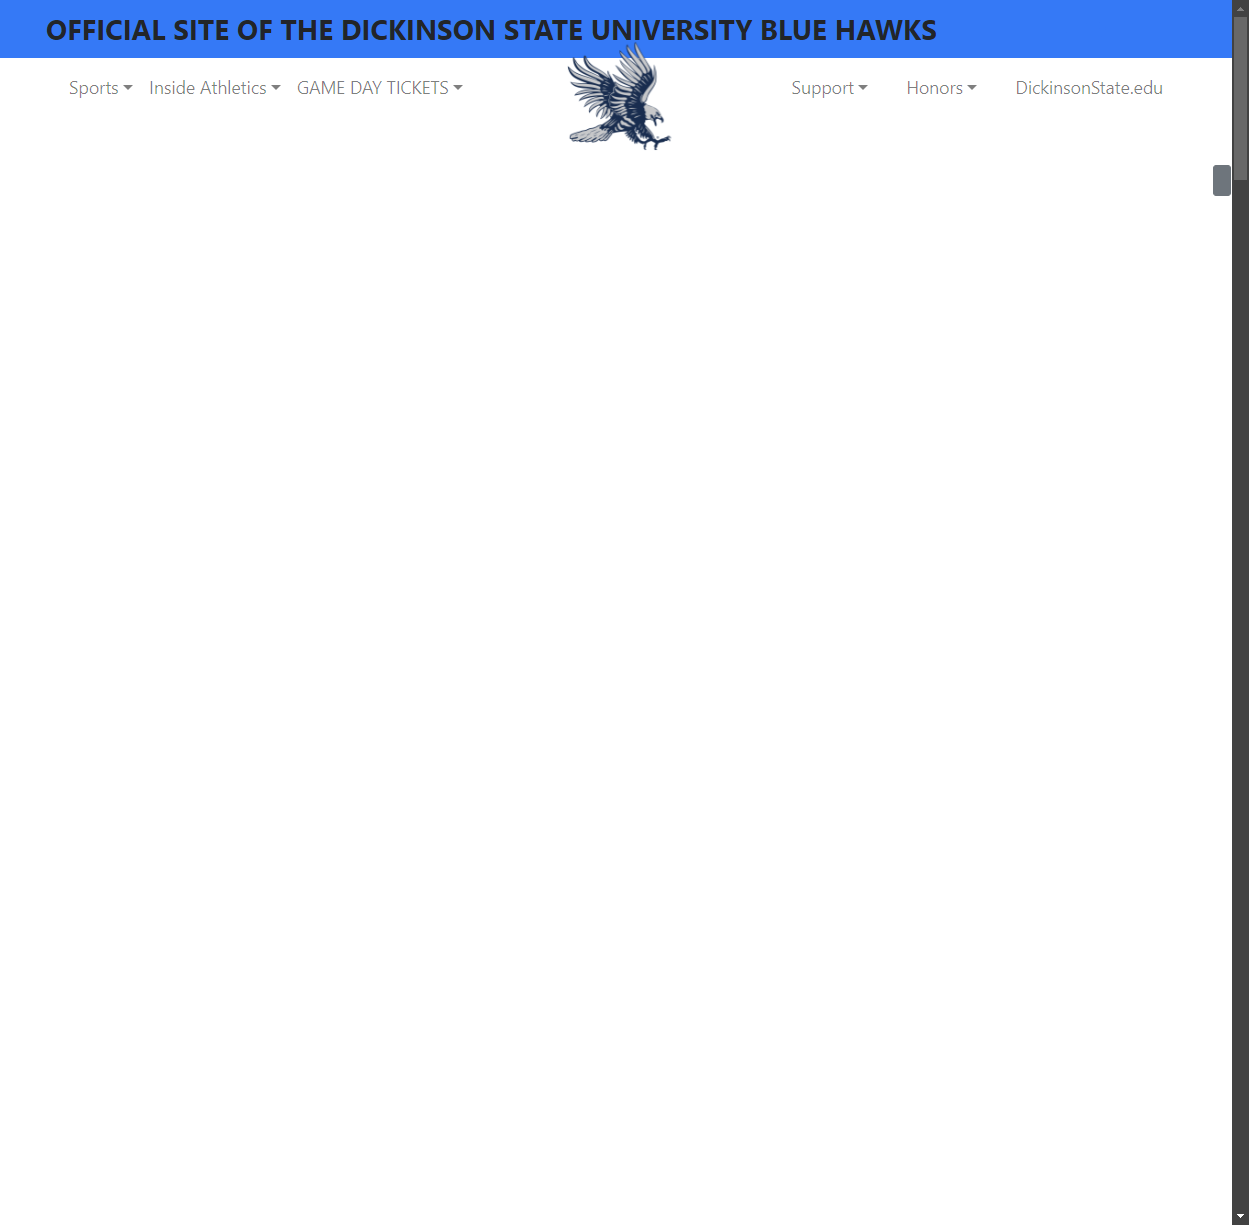 OFFICIAL SITE OF THE DICKINSON STATE UNIVERSITY BLUE HAWKS
Sports Inside Athletics GAME DAY TICKETS Support Honors DickinsonState.edu